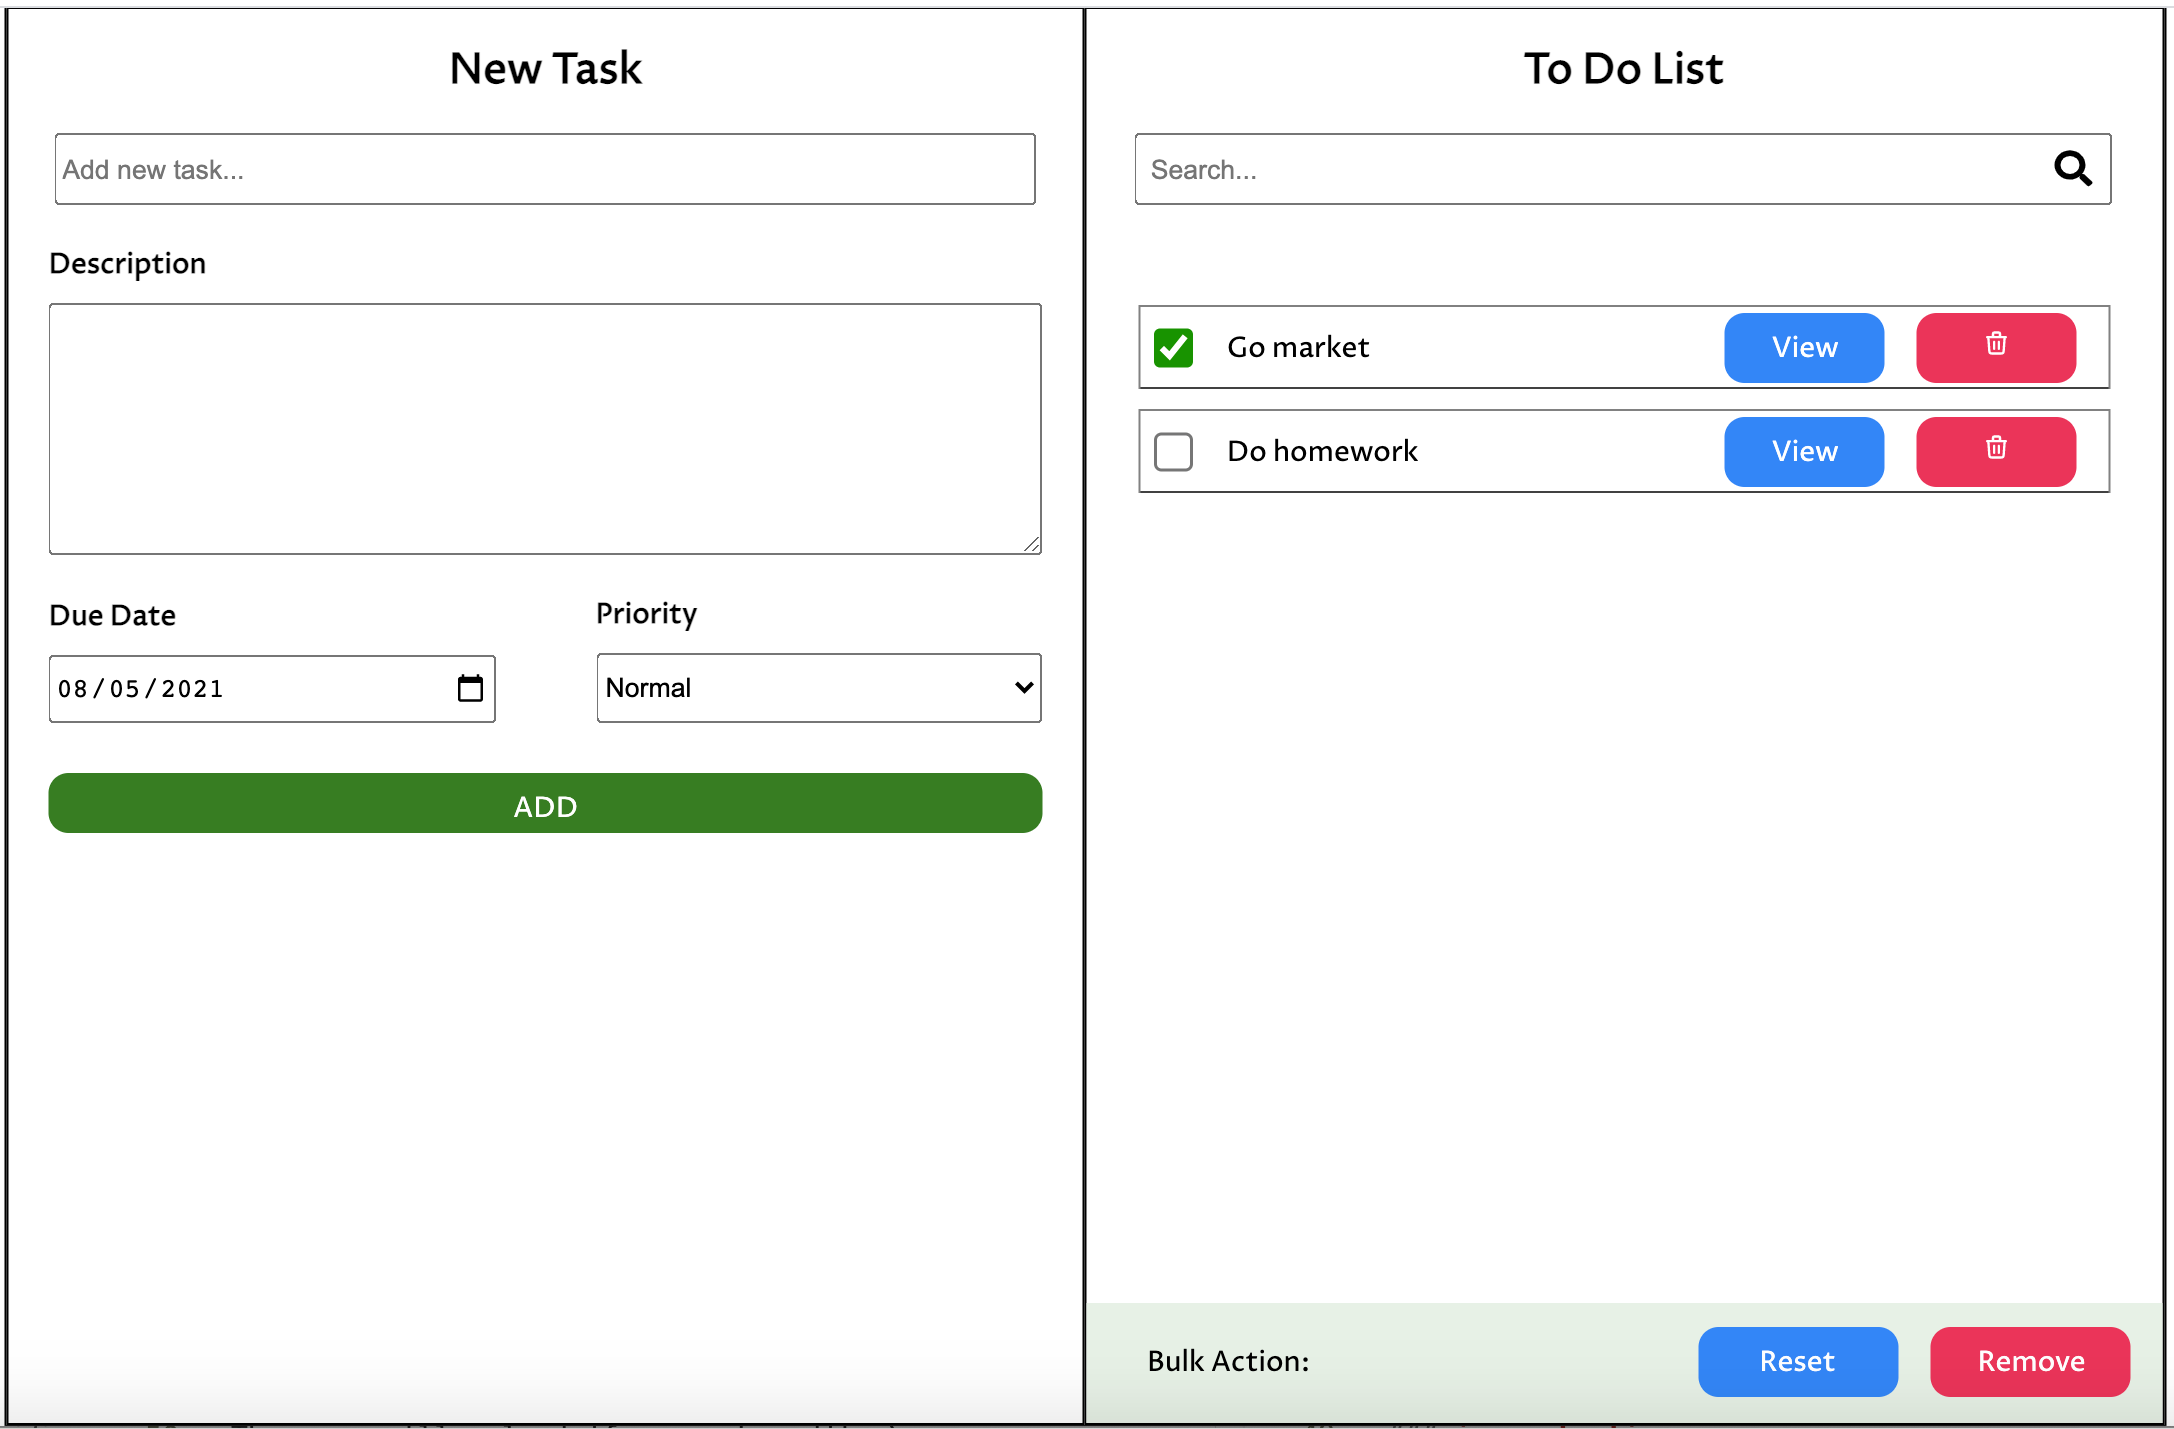 New Task
Add new task...
Description
Due Date
Priority
08/05/2021
Normal
ADD
To Do List
Search...
Go market
View
Do homework
View
Bulk Action:
Reset
Remove